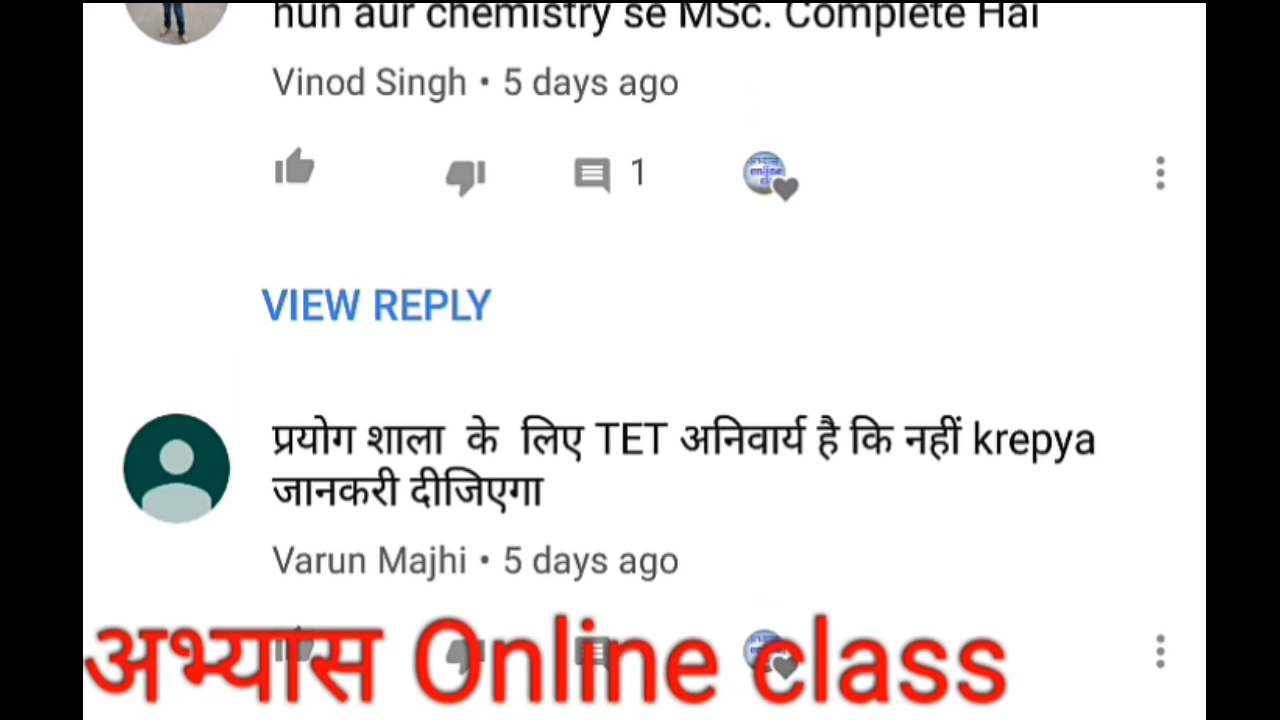 hun aur chemistry se MSc. Complete Hai
Vinod Singh • 5 days ago
1
VIEW REPLY
प्रयोग शाला के लिए TET अनिवार्य है कि नहीं krepya
जानकरी दीजिएगा
Varun Majhi • 5 days ago
अभ्यास Online class